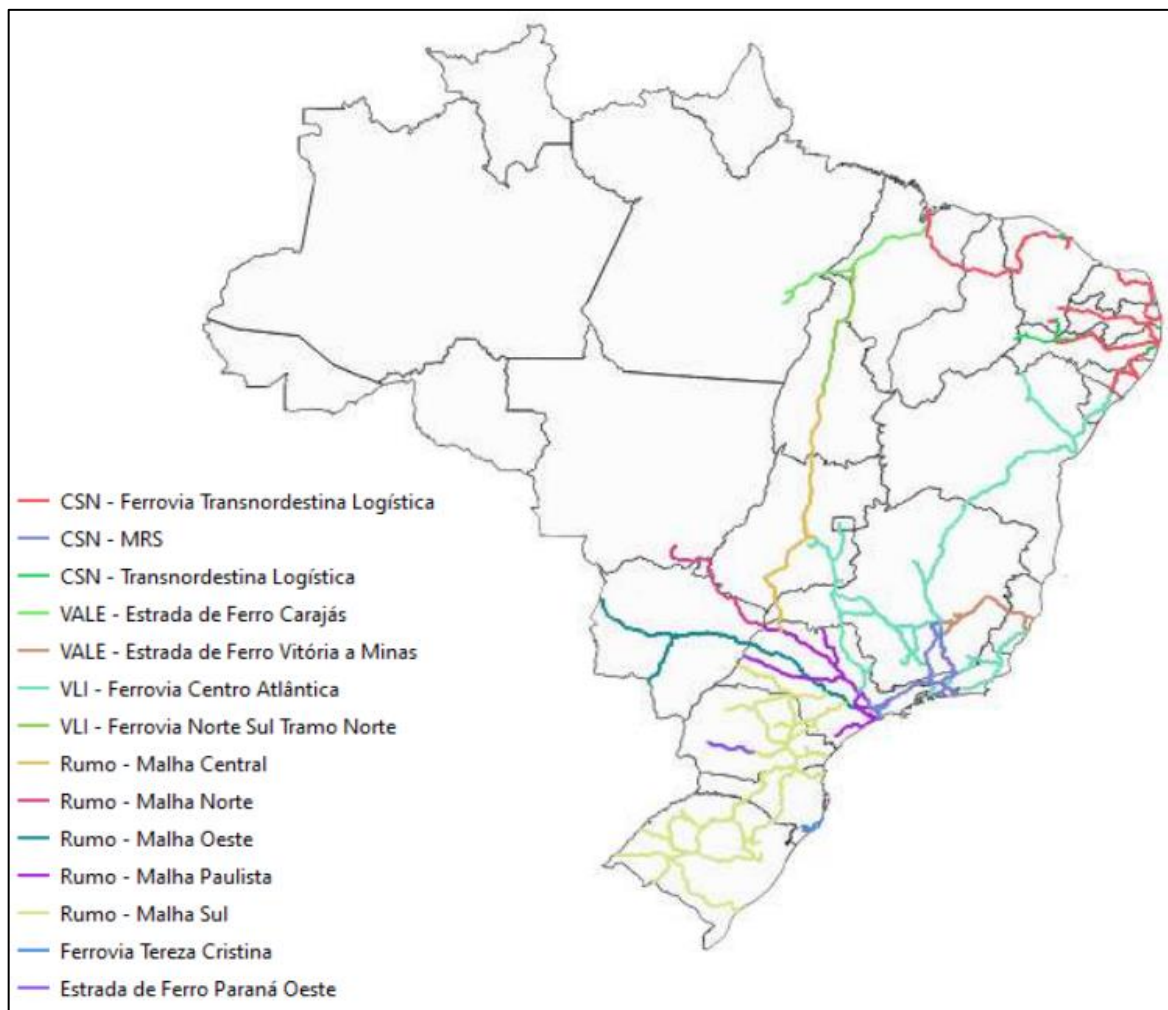 CSN - Ferrovia Transnordestina Logística
CSN - MRS
CSN - Transnordestina Logística
VALE - Estrada de Ferro Carajás
VALE - Estrada de Ferro Vitória a Minas
VLI - Ferrovia Centro Atlântica
VLI - Ferrovia Norte Sul Tramo Norte
Rumo - Malha Central
Rumo - Malha Norte
Rumo - Malha Oeste
Rumo - Malha Paulista
Rumo - Malha Sul
Ferrovia Tereza Cristina
Estrada de Ferro Paraná Oeste